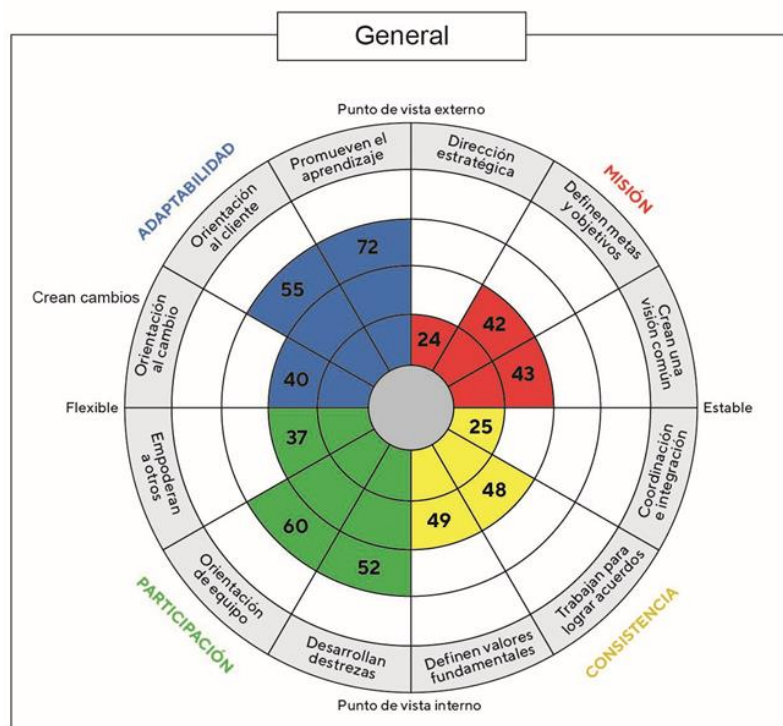 General
Punto de vista externo
ADAPTABILIDAD
MISIÓN
Promueven el
aprendizaje
Dirección
estratégica
Orientación
al cliente
Definen metas
y objetivos
Crean cambios
Orientación
al cambio
Crean una
visión común
72
55
42
24
40
43
Flexible
Estable
37
25
60
48
52
49
Empoderan
a otros
Coordinación
e integración
Orientación
de equipo
Trabajan para
lograr acuerdos
Desarrollan
destrezas
Definen valores
fundamentales
PARTICIPACIÓN
CONSISTENCIA
Punto de vista interno